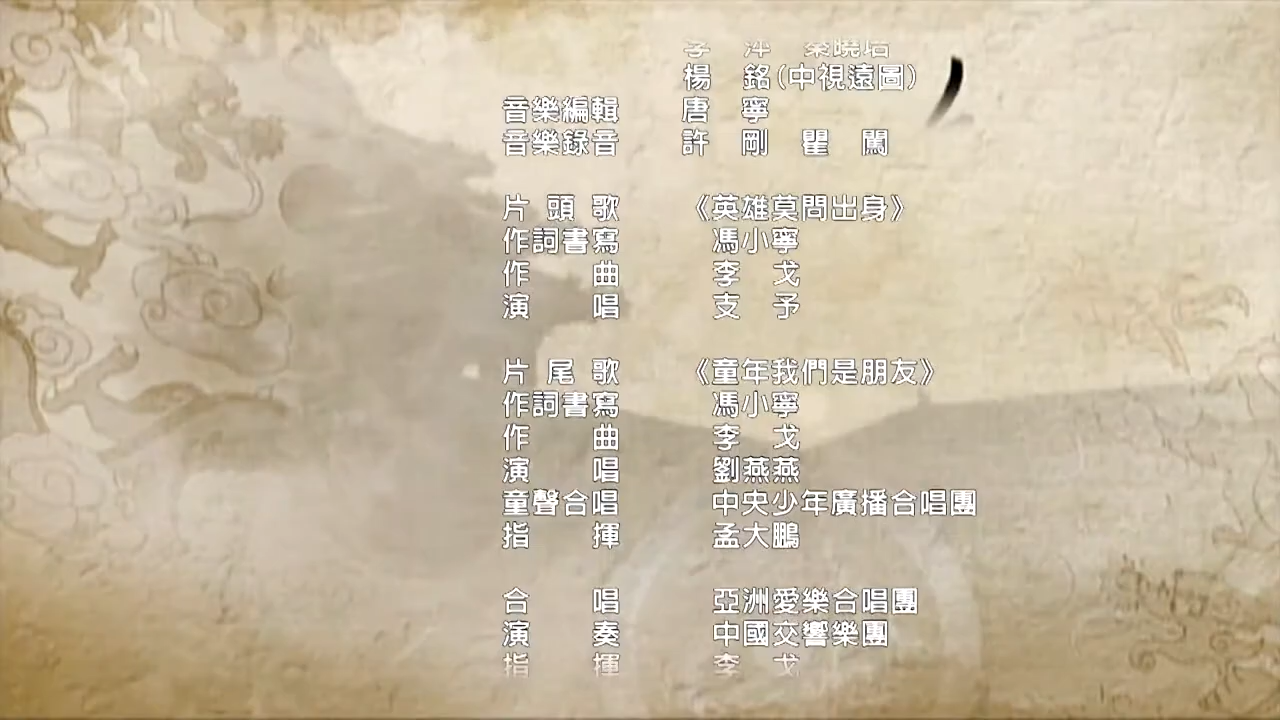 楊 銘(中視遠圖)
音樂編輯 唐 寧
音樂錄音 許 剛 瞿 闖
片頭歌 《英雄莫問出身》
作詞書寫 馮小寧
作曲 李 戈
演唱 支 予
片尾歌 《童年我們是朋友》
作詞書寫 馮小寧
作曲 李 戈
演唱 劉燕燕
童聲合唱 中央少年廣播合唱團
指揮 孟大鵬
合唱 亞洲愛樂合唱團
演奏 中國交響樂團
指揮 李 戈